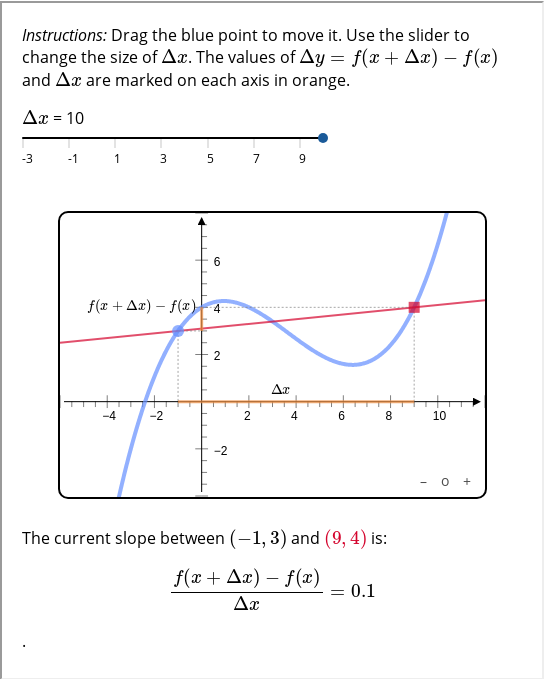 Instructions: Drag the blue point to move it. Use the slider to
change the size of Δx. The values of Δy = f(x + Δx) − f(x)
and Δx are marked on each axis in orange.
Δx = 10
-3 -1 1 3 5 7 9
6
f(x + Δx) − f(x)
4
2
Δx
−4 −2 2 4 6 8 10
−2
− o +
The current slope between (−1, 3) and (9, 4) is:
f(x + Δx) − f(x)
Δx
= 0.1
.